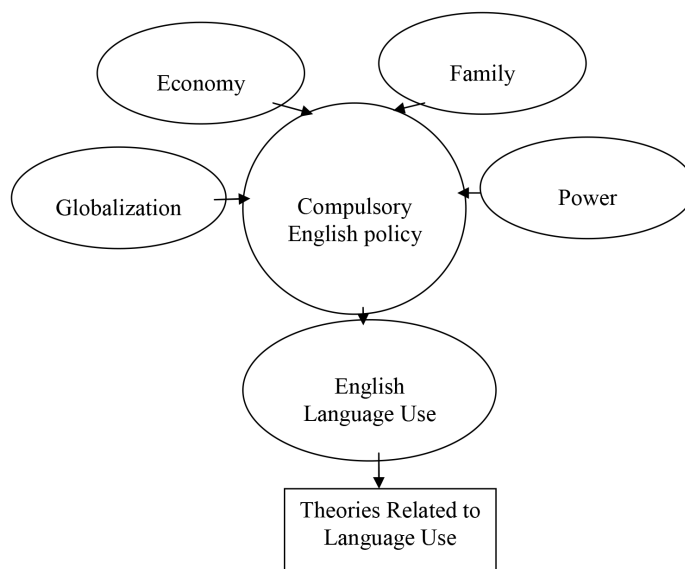 Economy
Family
Globalization
Compulsory
English policy
Power
English
Language Use
Theories Related to
Language Use